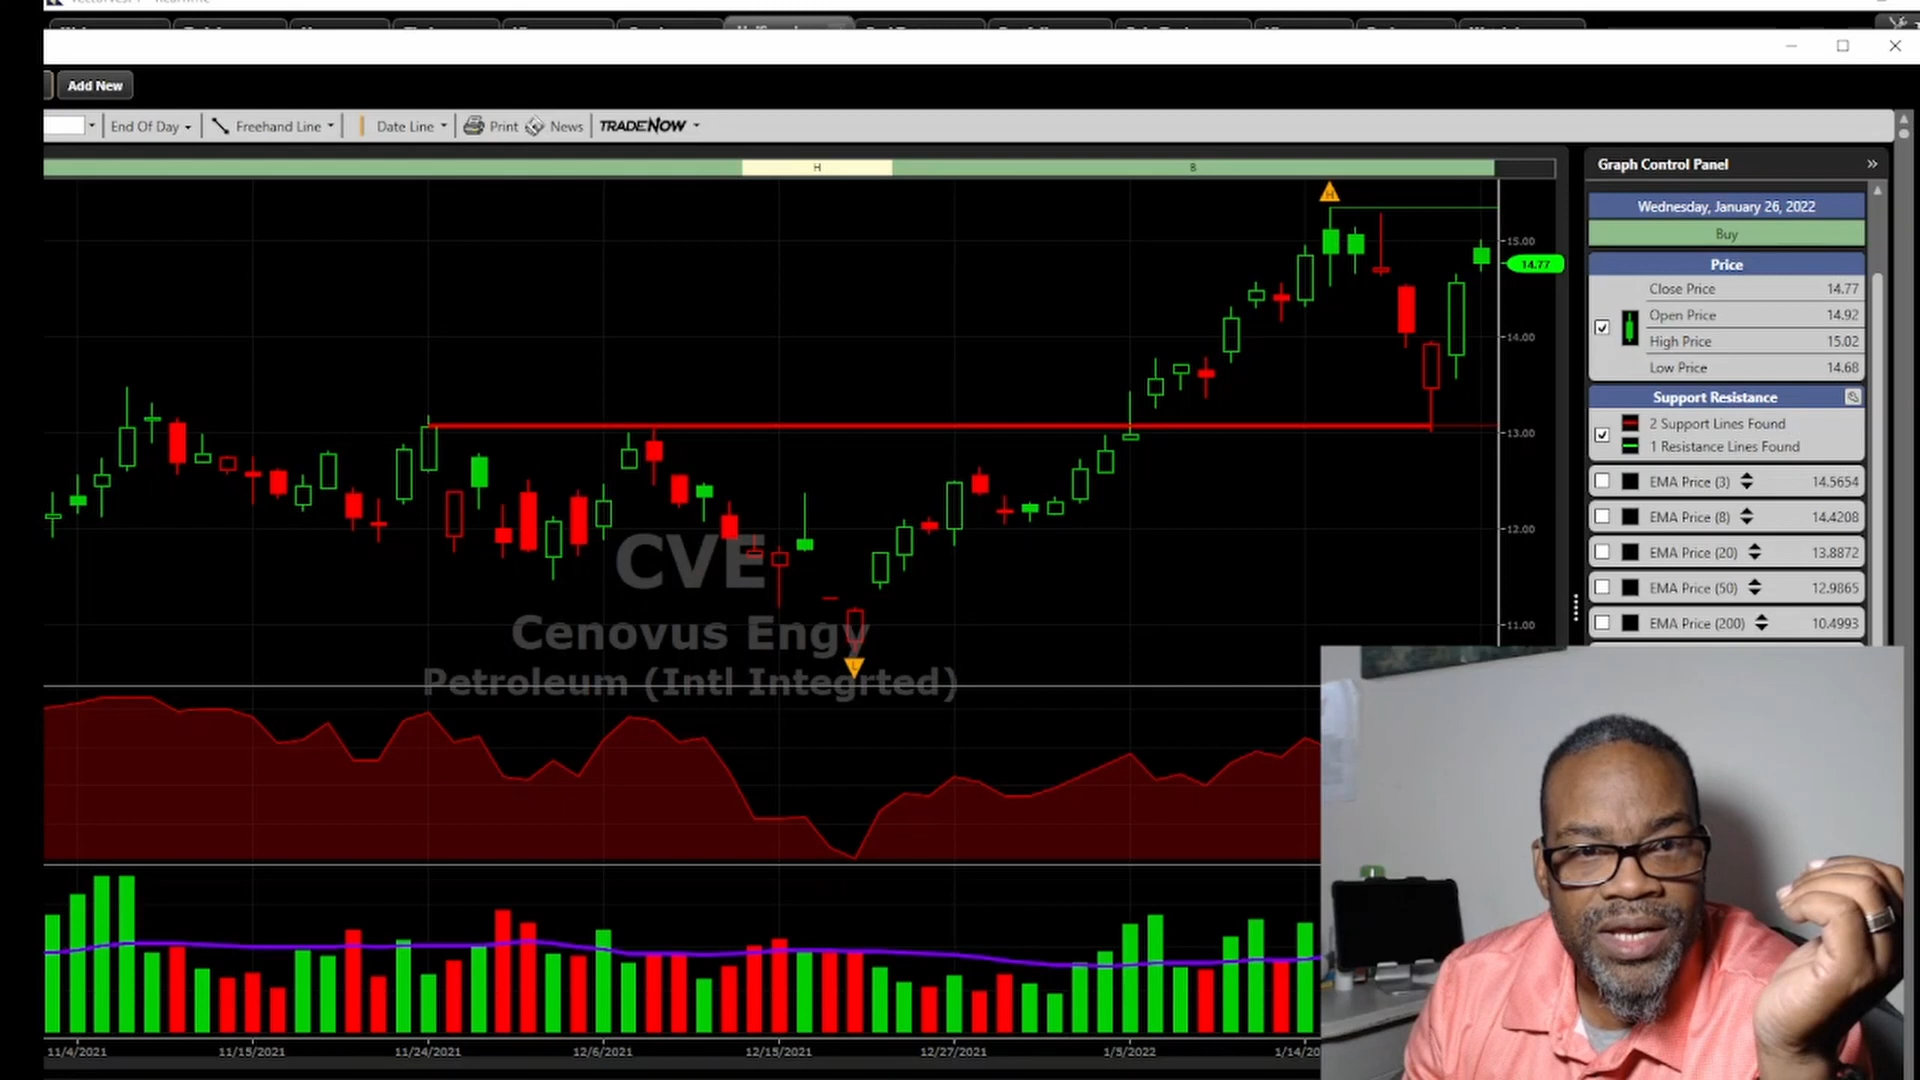 Add New
End Of Day
Freehand Line
Date Line
Print
News
TRADENOW
H
B
Graph Control Panel
Wednesday, January 26, 2022
Buy
Price
Close Price 14.77
Open Price 14.92
High Price 15.02
Low Price 14.68
Support Resistance
2 Support Lines Found
1 Resistance Lines Found
EMA Price (3) 14.5654
EMA Price (8) 14.4208
EMA Price (20) 13.8872
EMA Price (50) 12.9865
EMA Price (200) 10.4993
H
15.00
14.77
14.00
13.00
12.00
11.00
CVE
Cenovus Engy
Petroleum (Intl Integrted)
L
11/4/2021
11/15/2021
11/24/2021
12/6/2021
12/15/2021
12/27/2021
1/5/2022
1/14/20